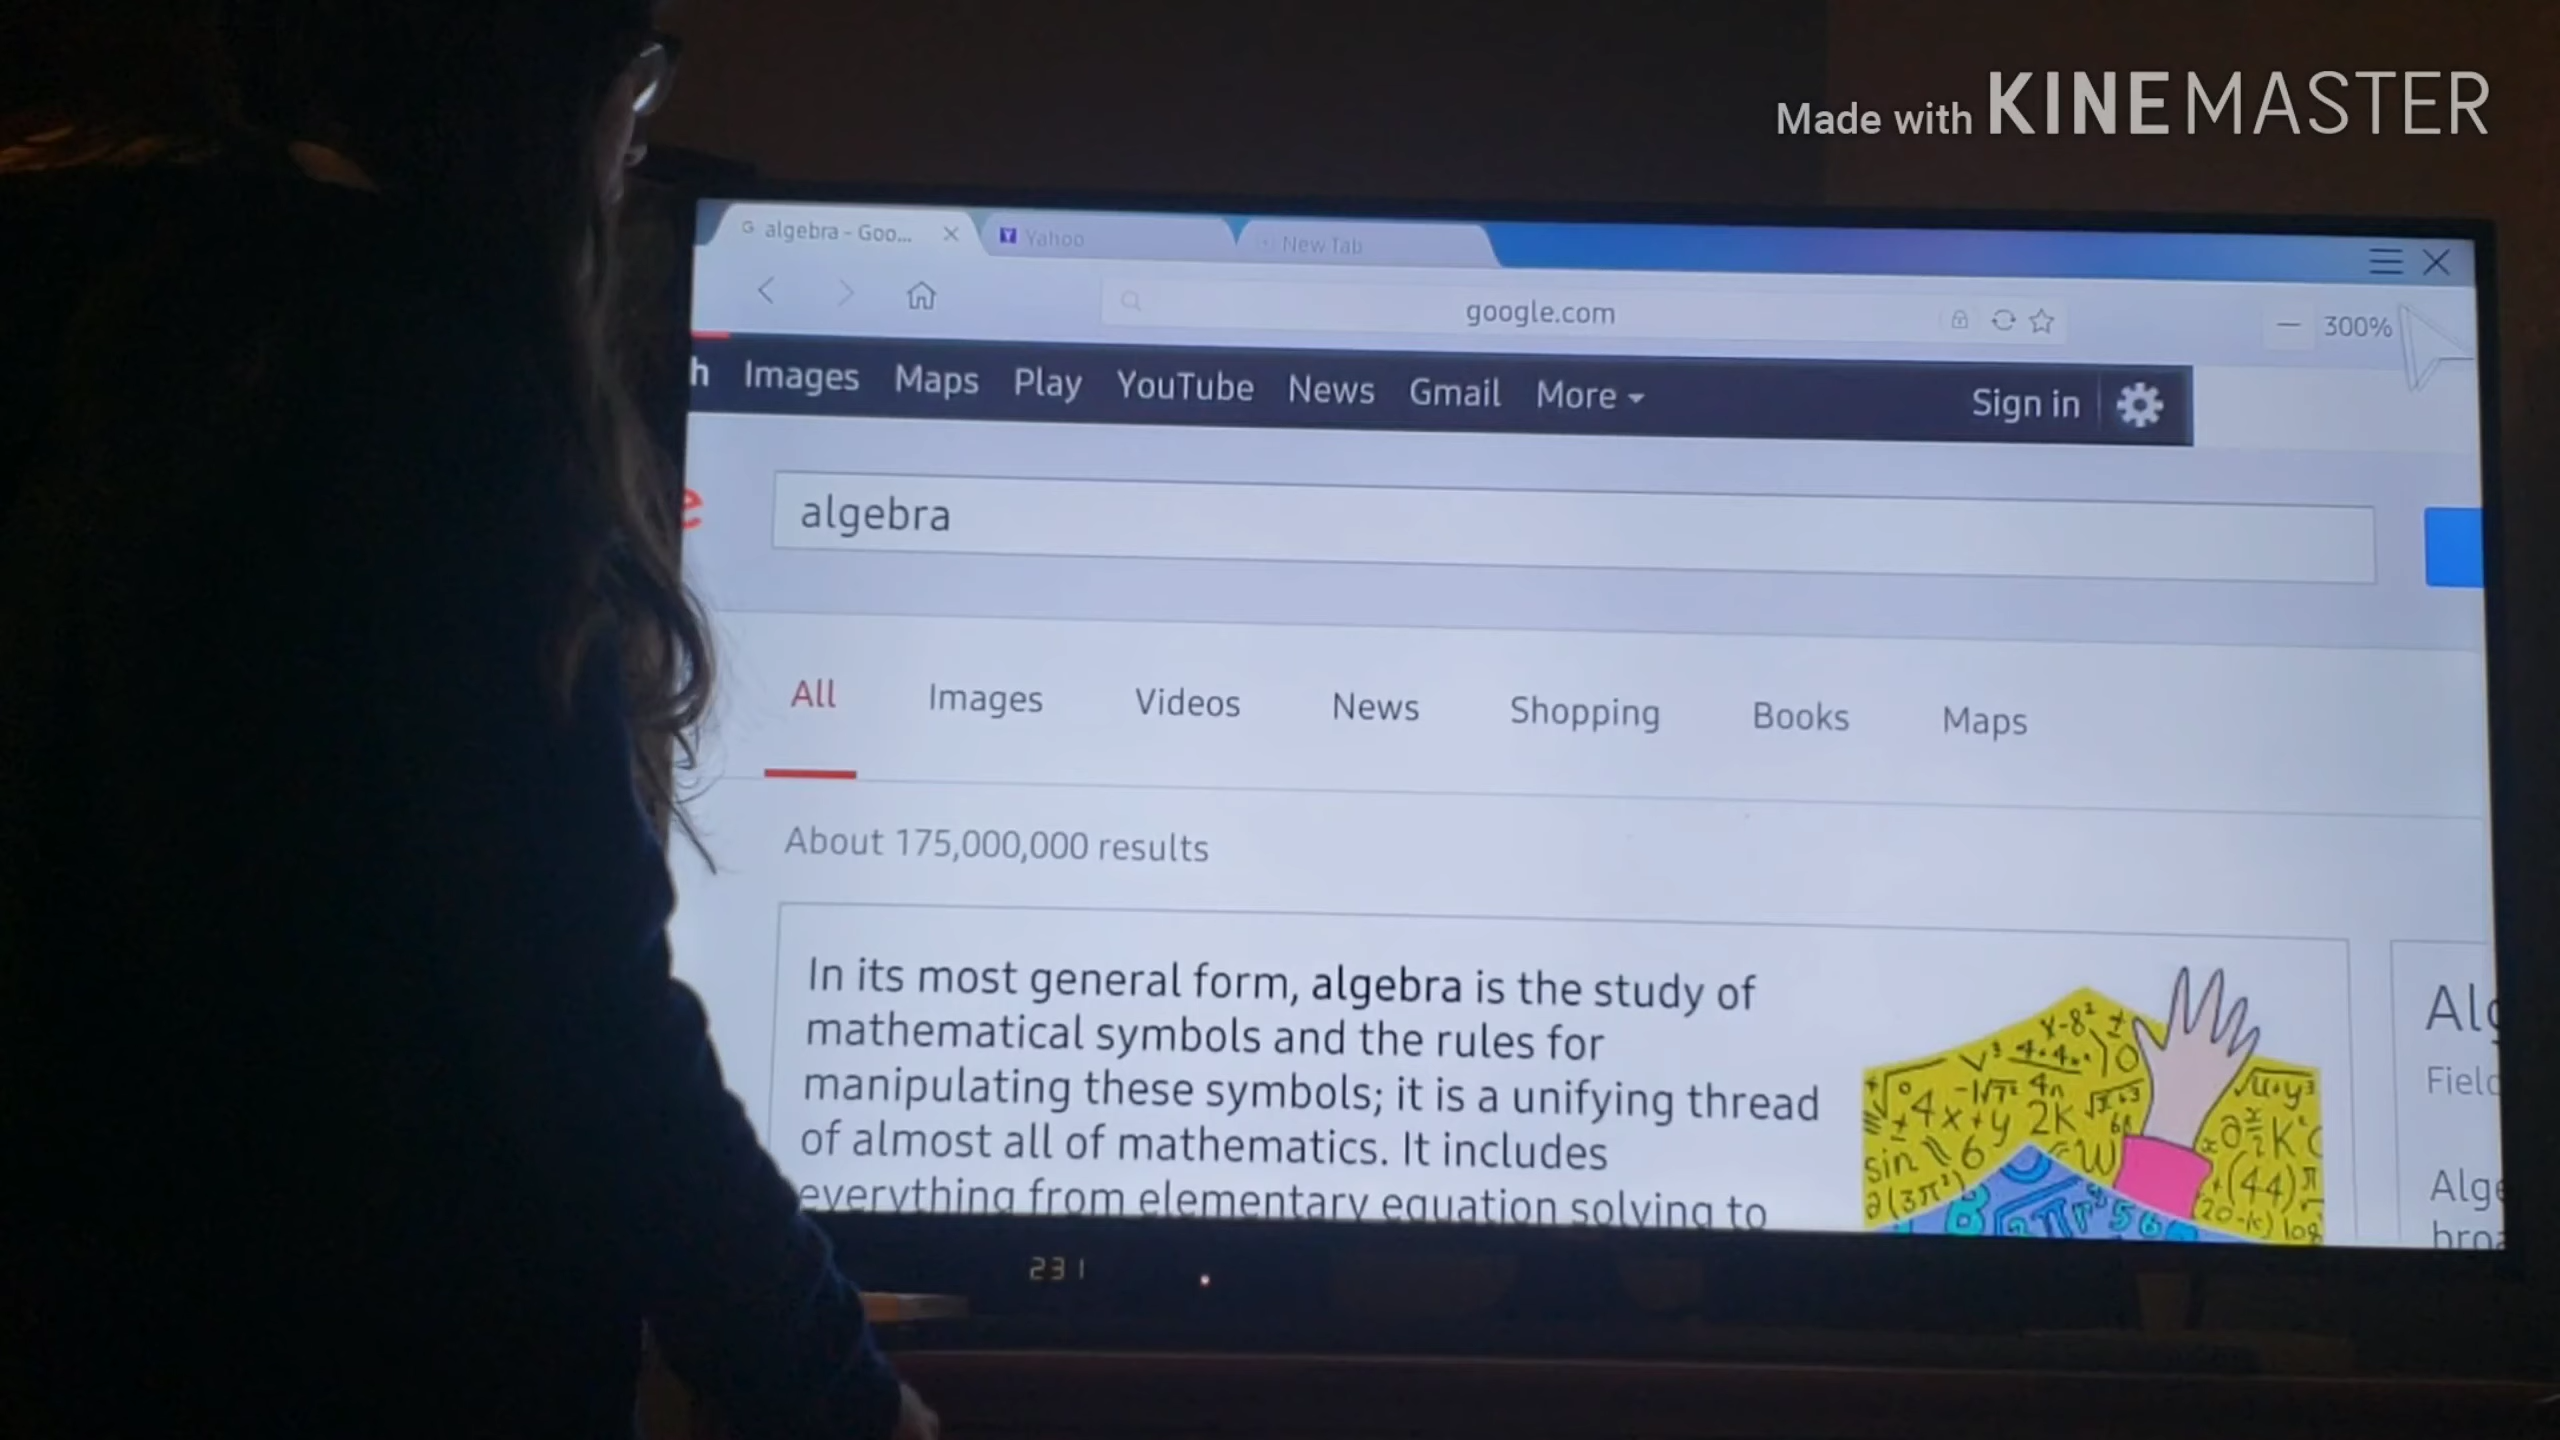 Made with KINEMASTER
algebra - Goo...
Yahoo
New Tab
google.com
300%
h Images Maps Play YouTube News Gmail More
Sign in
e
algebra
All Images Videos News Shopping Books Maps
About 175,000,000 results
In its most general form, algebra is the study of
mathematical symbols and the rules for
manipulating these symbols; it is a unifying thread
of almost all of mathematics. It includes
everything from elementary equation solving to
Field
231